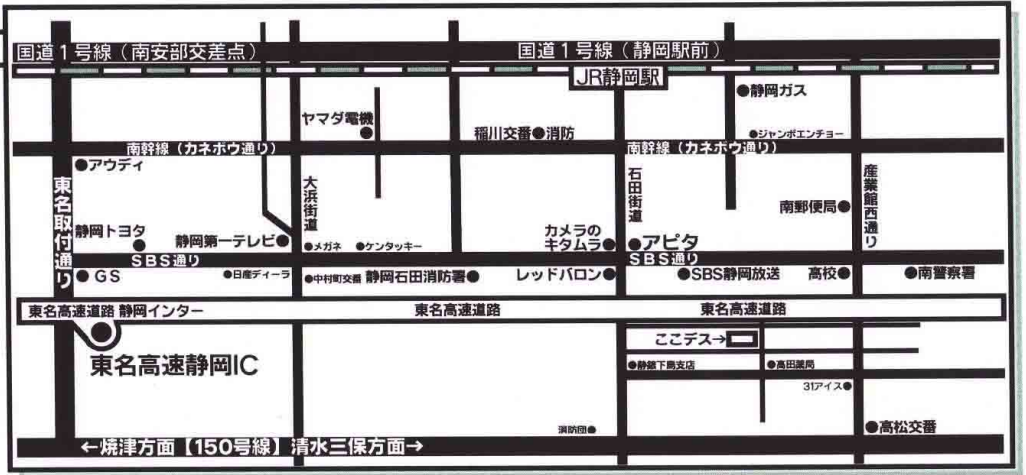 国道1号線（南安部交差点）
国道1号線（静岡駅前）
JR静岡駅
●静岡ガス
ヤマダ電機
稲川交番●消防
●ジャンボエンチョー
南幹線（カネボウ通り）
南幹線（カネボウ通り）
●アウディ
東名取付通り
大浜街道
石田街道
産業館西通り
南郵便局●
静岡トヨタ
静岡第一テレビ●
●メガネ
●ケンタッキー
カメラの
キタムラ●
●アピタ
SBS通り
SBS通り
●GS
●日産ディーラ
●中村町交番
静岡石田消防署●
レッドバロン●
●SBS静岡放送
高校●
●南警察署
東名高速道路 静岡インター
東名高速道路
東名高速道路
東名高速静岡IC
ここデス→
●静銀下島支店
●高田薬局
31アイス●
消防団●
●高松交番
←焼津方面【150号線】清水三保方面→